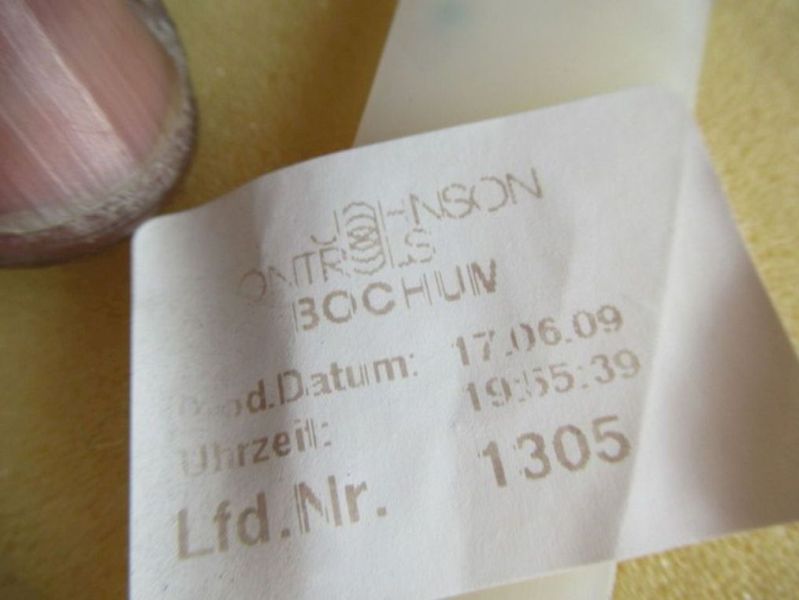 JOHNSON
CONTROLS
BOCHUM
Prod.Datum: 17.06.09
Uhrzeit: 19:55:39
Lfd.Nr. 1305